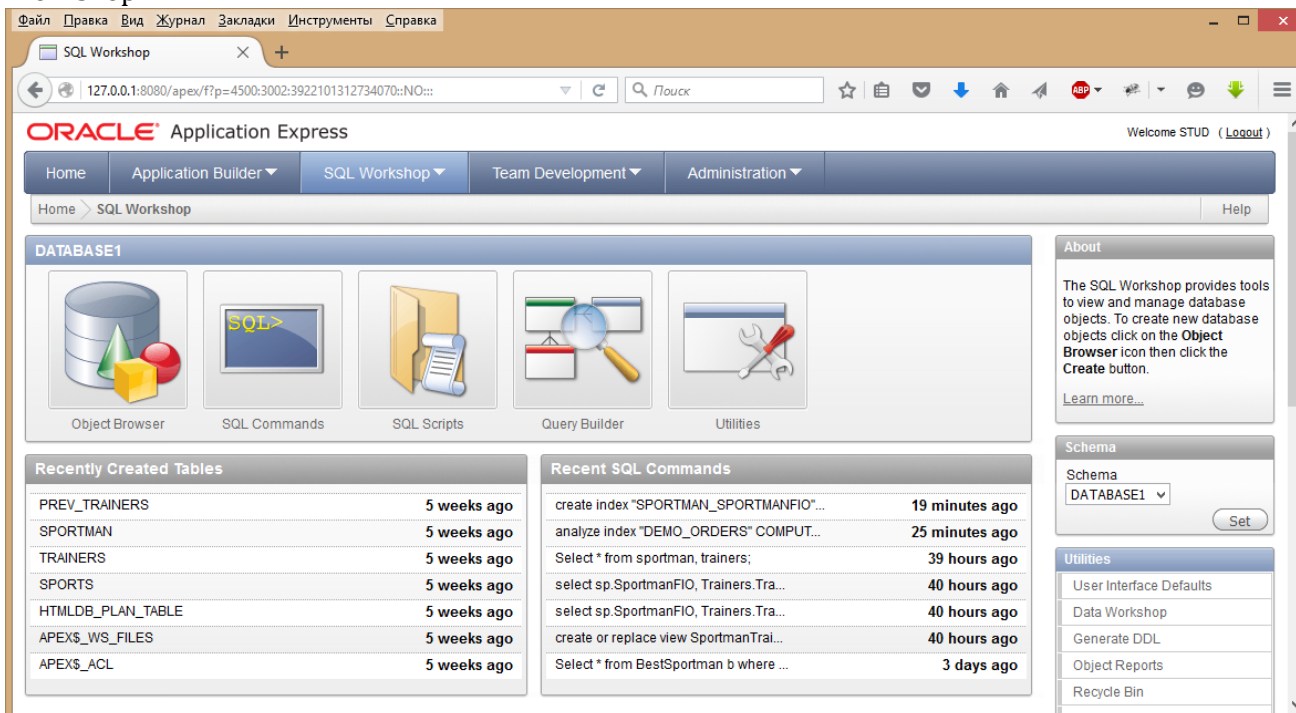 Файл Правка Вид Журнал Закладки Инструменты Справка
SQL Workshop
127.0.0.1:8080/apex/f?p=4500:3002:3922101312734070::NO:::
Поиск
ABP
ORACLE Application Express
Welcome STUD ( Logout )
Home Application Builder SQL Workshop Team Development Administration
Home SQL Workshop
Help
DATABASE1
SQL>
Object Browser SQL Commands SQL Scripts Query Builder Utilities
Recently Created Tables
PREV_TRAINERS 5 weeks ago
SPORTMAN 5 weeks ago
TRAINERS 5 weeks ago
SPORTS 5 weeks ago
HTMLDB_PLAN_TABLE 5 weeks ago
APEX$_WS_FILES 5 weeks ago
APEX$_ACL 5 weeks ago
Recent SQL Commands
create index "SPORTMAN_SPORTMANFIO"... 19 minutes ago
analyze index "DEMO_ORDERS" COMPUT... 25 minutes ago
Select * from sportman, trainers; 39 hours ago
select sp.SportmanFIO, Trainers.Tra... 40 hours ago
select sp.SportmanFIO, Trainers.Tra... 40 hours ago
create or replace view SportmanTrai... 40 hours ago
Select * from BestSportman b where ... 3 days ago
About
The SQL Workshop provides tools
to view and manage database
objects. To create new database
objects click on the Object
Browser icon then click the
Create button.
Learn more...
Schema
Schema
DATABASE1
Set
Utilities
User Interface Defaults
Data Workshop
Generate DDL
Object Reports
Recycle Bin